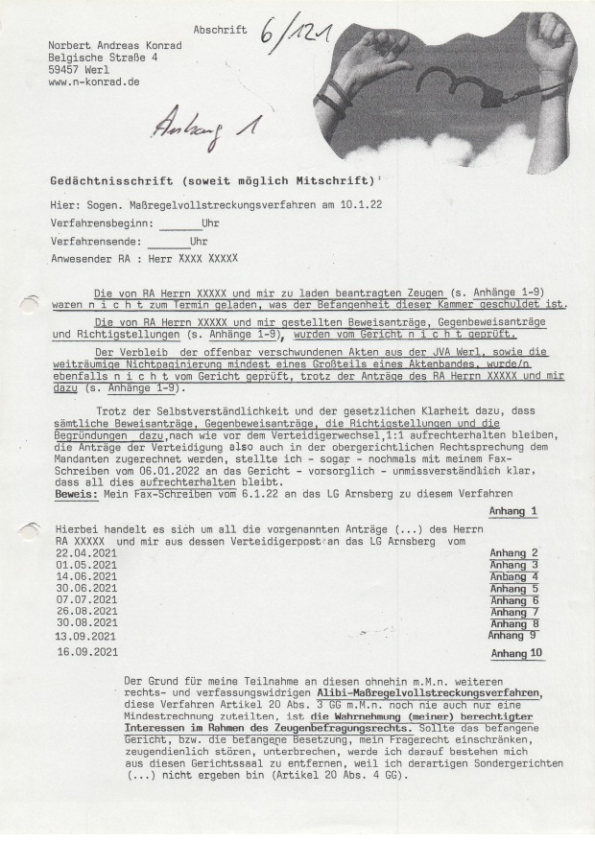 Abschrift 6/121
Norbert Andreas Konrad
Belgische Straße 4
59457 Werl
www.n-konrad.de
Anhang 1
Gedächtnisschrift (soweit möglich Mitschrift)
Hier: Sogen. Maßregelvollstreckungsverfahren am 10.1.22
Verfahrensbeginn: ______Uhr
Verfahrensende: ______Uhr
Anwesender RA : Herr XXXX XXXXX
Die von RA Herrn XXXXX und mir zu laden beantragten Zeugen (s. Anhänge 1-9)
waren n i c h t zum Termin geladen, was der Befangenheit dieser Kammer geschuldet ist.
Die von RA Herrn XXXXX und mir gestellten Beweisanträge, Gegenbeweisanträge
und Richtigstellungen (s. Anhänge 1-9), wurden vom Gericht n i c h t geprüft.
Der Verbleib der offenbar verschwundenen Akten aus der JVA Werl, sowie die
weiträumige Nichtpaginierung mindest eines Großteils eines Aktenbandes, wurde/n
ebenfalls n i c h t vom Gericht geprüft, trotz der Anträge des RA Herrn XXXXX und mir
dazu (s. Anhänge 1-9).
Trotz der Selbstverständlichkeit und der gesetzlichen Klarheit dazu, dass
sämtliche Beweisanträge, Gegenbeweisanträge, die Richtigstellungen und die
Begründungen dazu,nach wie vor dem Verteidigerwechsel,1:1 aufrechterhalten bleiben,
die Anträge der Verteidigung also auch in der obergerichtlichen Rechtsprechung dem
Mandanten zugerechnet werden, stellte ich - sogar - nochmals mit meinem Fax-
Schreiben vom 06.01.2022 an das Gericht - vorsorglich - unmissverständlich klar,
dass all dies aufrechterhalten bleibt.
Beweis: Mein Fax-Schreiben vom 6.1.22 an das LG Arnsberg zu diesem Verfahren
Anhang 1
Hierbei handelt es sich um all die vorgenannten Anträge (...) des Herrn
RA XXXXX und mir aus dessen Verteidigerpost an das LG Arnsberg vom
22.04.2021 Anhang 2
01.05.2021 Anhang 3
14.06.2021 Anbang 4
30.06.2021 Anhang 5
07.07.2021 Anhang 6
26.08.2021 Anhang 7
30.08.2021 Anhang 8
13.09.2021 Anhang 9
16.09.2021 Anhang 10
Der Grund für meine Teilnahme an diesen ohnehin m.M.n. weiteren
rechts- und verfassungswidrigen Alibi-Maßregelvollstreckungsverfahren,
diese Verfahren Artikel 20 Abs. 3 GG m.M.n. noch nie auch nur eine
Mindestrechnung zuteilten, ist die Wahrnehmung (meiner) berechtigter
Interessen im Rahmen des Zeugenbefragungsrechts. Sollte das befangene
Gericht, bzw. die befangene Besetzung, mein Fragerecht einschränken,
zeugendienlich stören, unterbrechen, werde ich darauf bestehen mich
aus diesen Gerichtssaal zu entfernen, weil ich derartigen Sondergerichten
(...) nicht ergeben bin (Artikel 20 Abs. 4 GG).